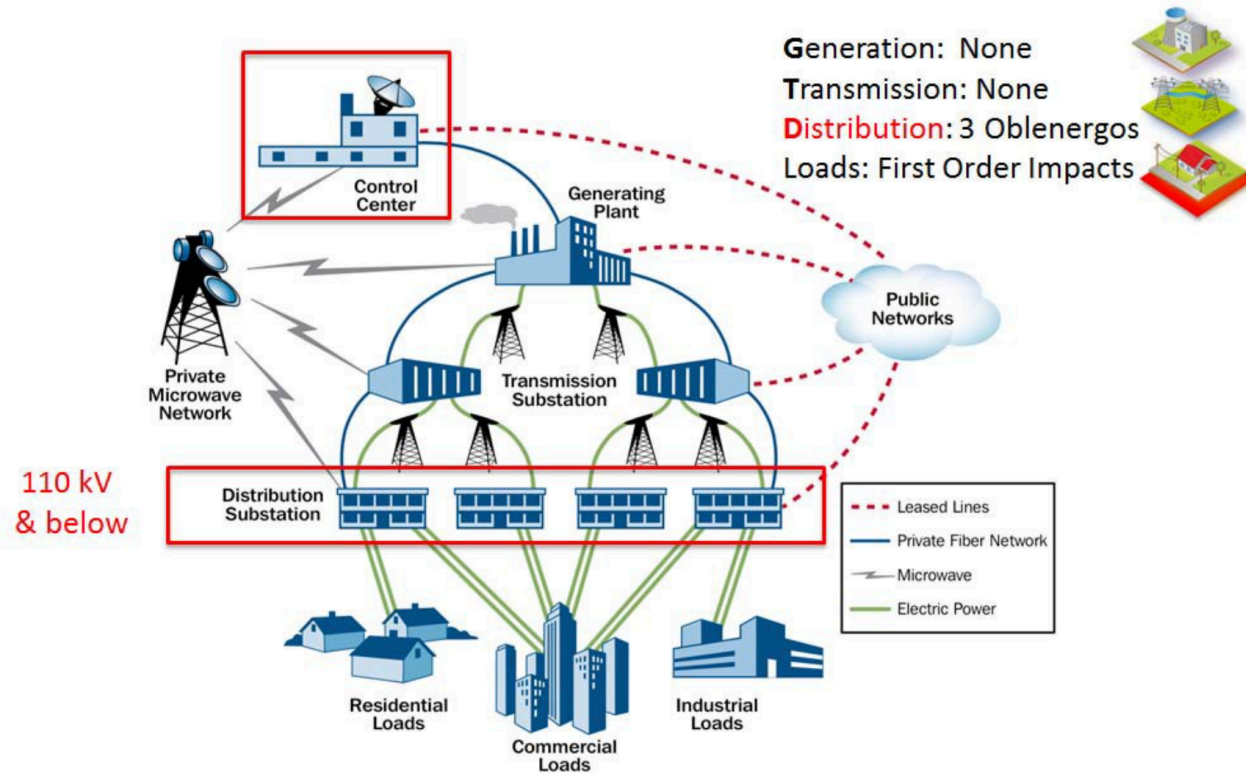 Generation: None
Transmission: None
Distribution: 3 Oblenergos
Loads: First Order Impacts
Control
Center
Generating
Plant
Public
Networks
Private
Microwave
Network
Transmission
Substation
110 kV
& below
Distribution
Substation
Leased Lines
Private Fiber Network
Microwave
Electric Power
Residential
Loads
Commercial
Loads
Industrial
Loads